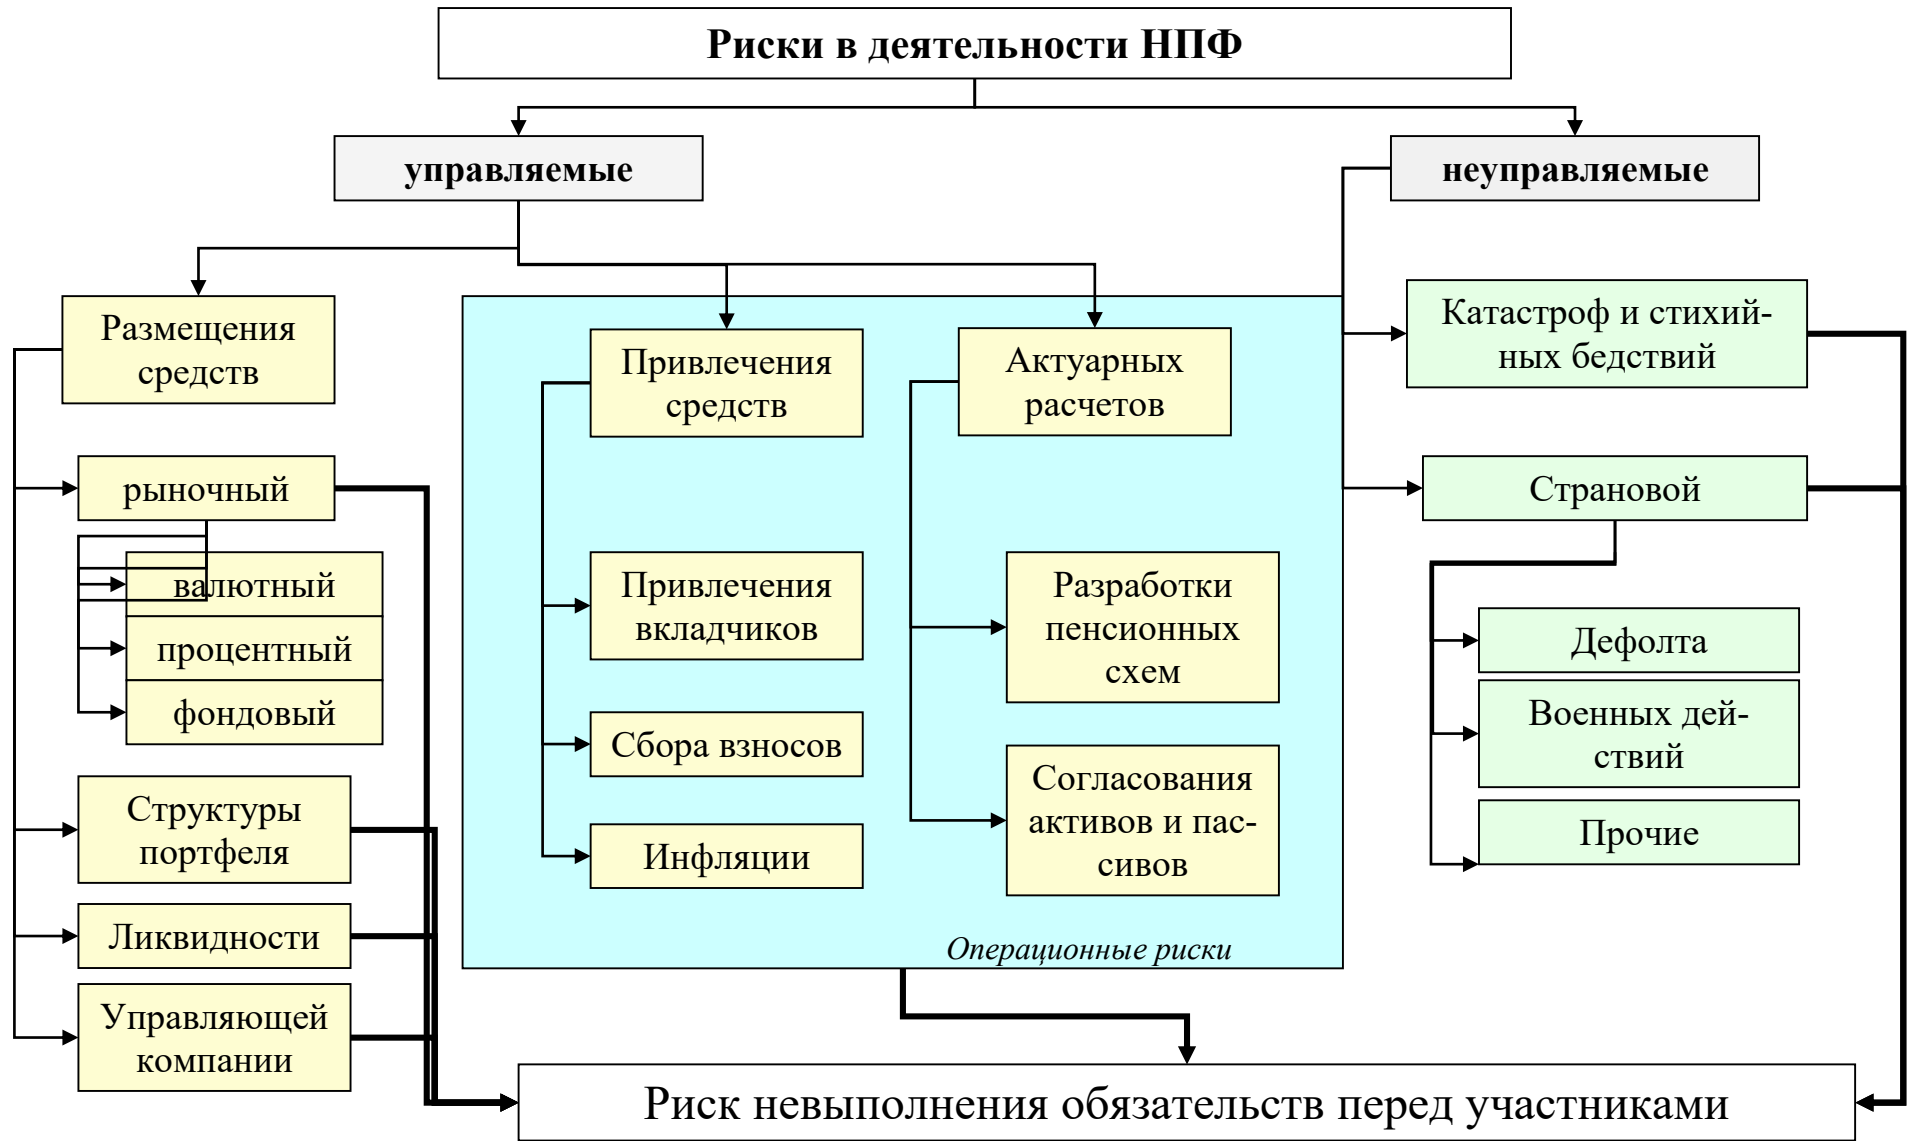 Риски в деятельности НПФ
управляемые
неуправляемые
Размещения
средств
рыночный
валютный
процентный
фондовый
Структуры
портфеля
Ликвидности
Управляющей
компании
Привлечения
средств
Привлечения
вкладчиков
Сбора взносов
Инфляции
Актуарных
расчетов
Разработки
пенсионных
схем
Согласования
активов и пас-
сивов
Операционные риски
Катастроф и стихий-
ных бедствий
Страновой
Дефолта
Военных дей-
ствий
Прочие
Риск невыполнения обязательств перед участниками